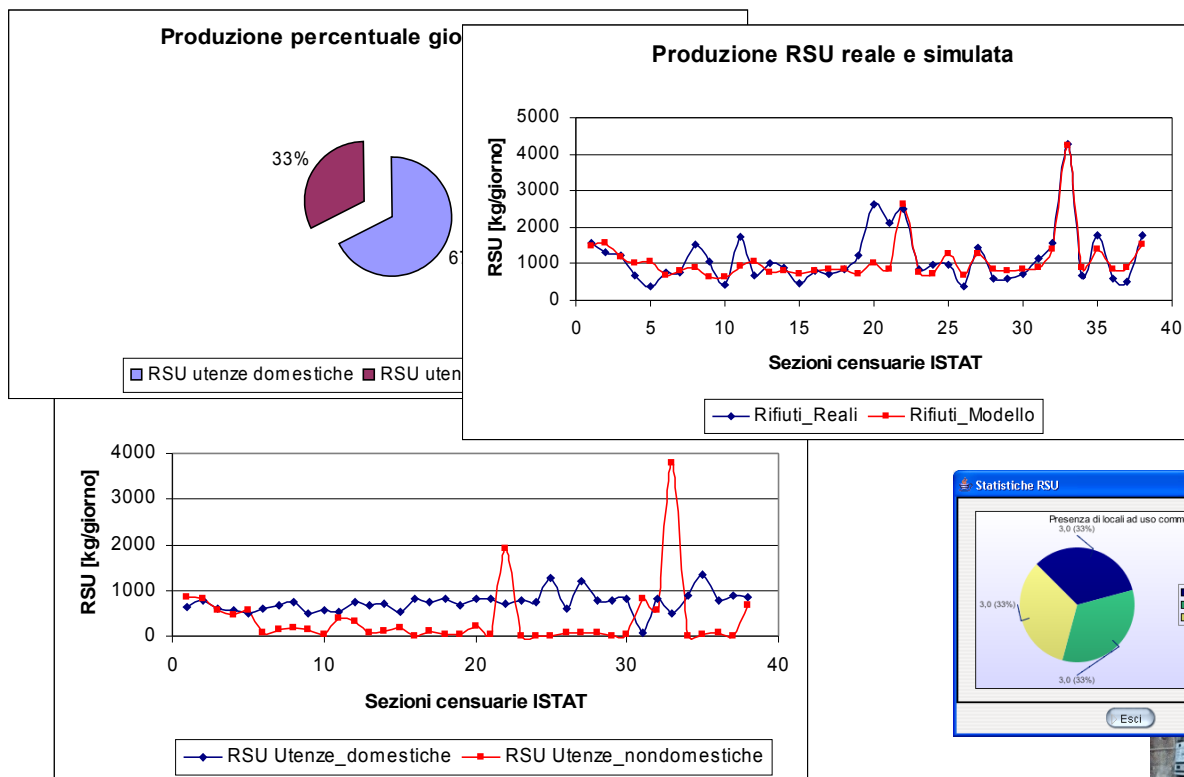 Produzione percentuale
33%
RSU utenze domestiche
RSU
Produzione RSU reale e simulata
RSU [kg/giorno]
5000
4000
3000
2000
1000
0
0 5 10 15 20 25 30 35 40
Sezioni censuarie ISTAT
Rifiuti_Reali Rifiuti_Modello
RSU [kg/giorno]
4000
3000
2000
1000
0
0 10 20 30 40
Sezioni censuarie ISTAT
RSU Utenze_domestiche RSU Utenze_nondomestiche
Statistiche RSU
Presenza di locali ad uso
3,0 (33%)
3,0 (33%)
3,0 (33%)
Esci